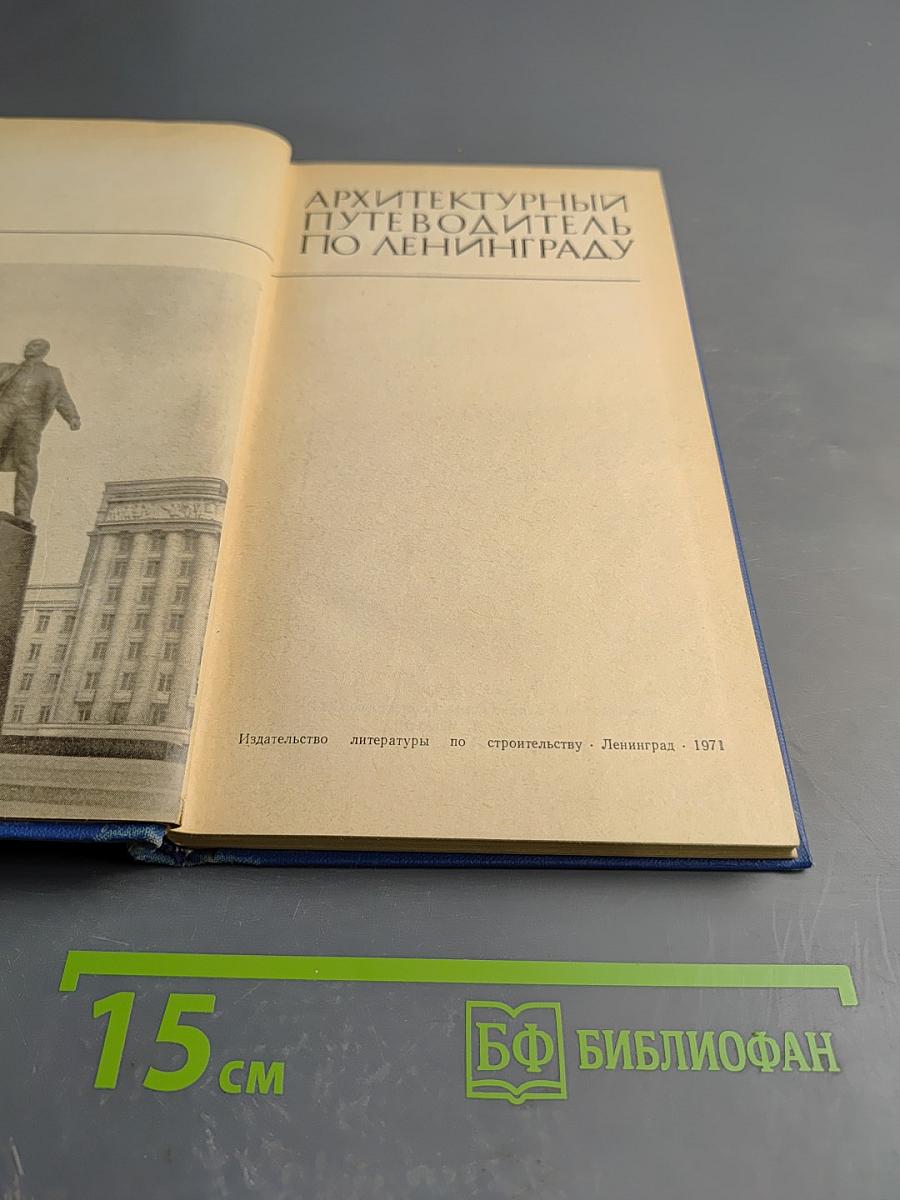 АРХИТЕКТУРНЫЙ
ПУТЕВОДИТЕЛЬ
ПО ЛЕНИНГРАДУ
Издательство литературы по строительству · Ленинград · 1971
15 см
БФ БИБЛИОФАН